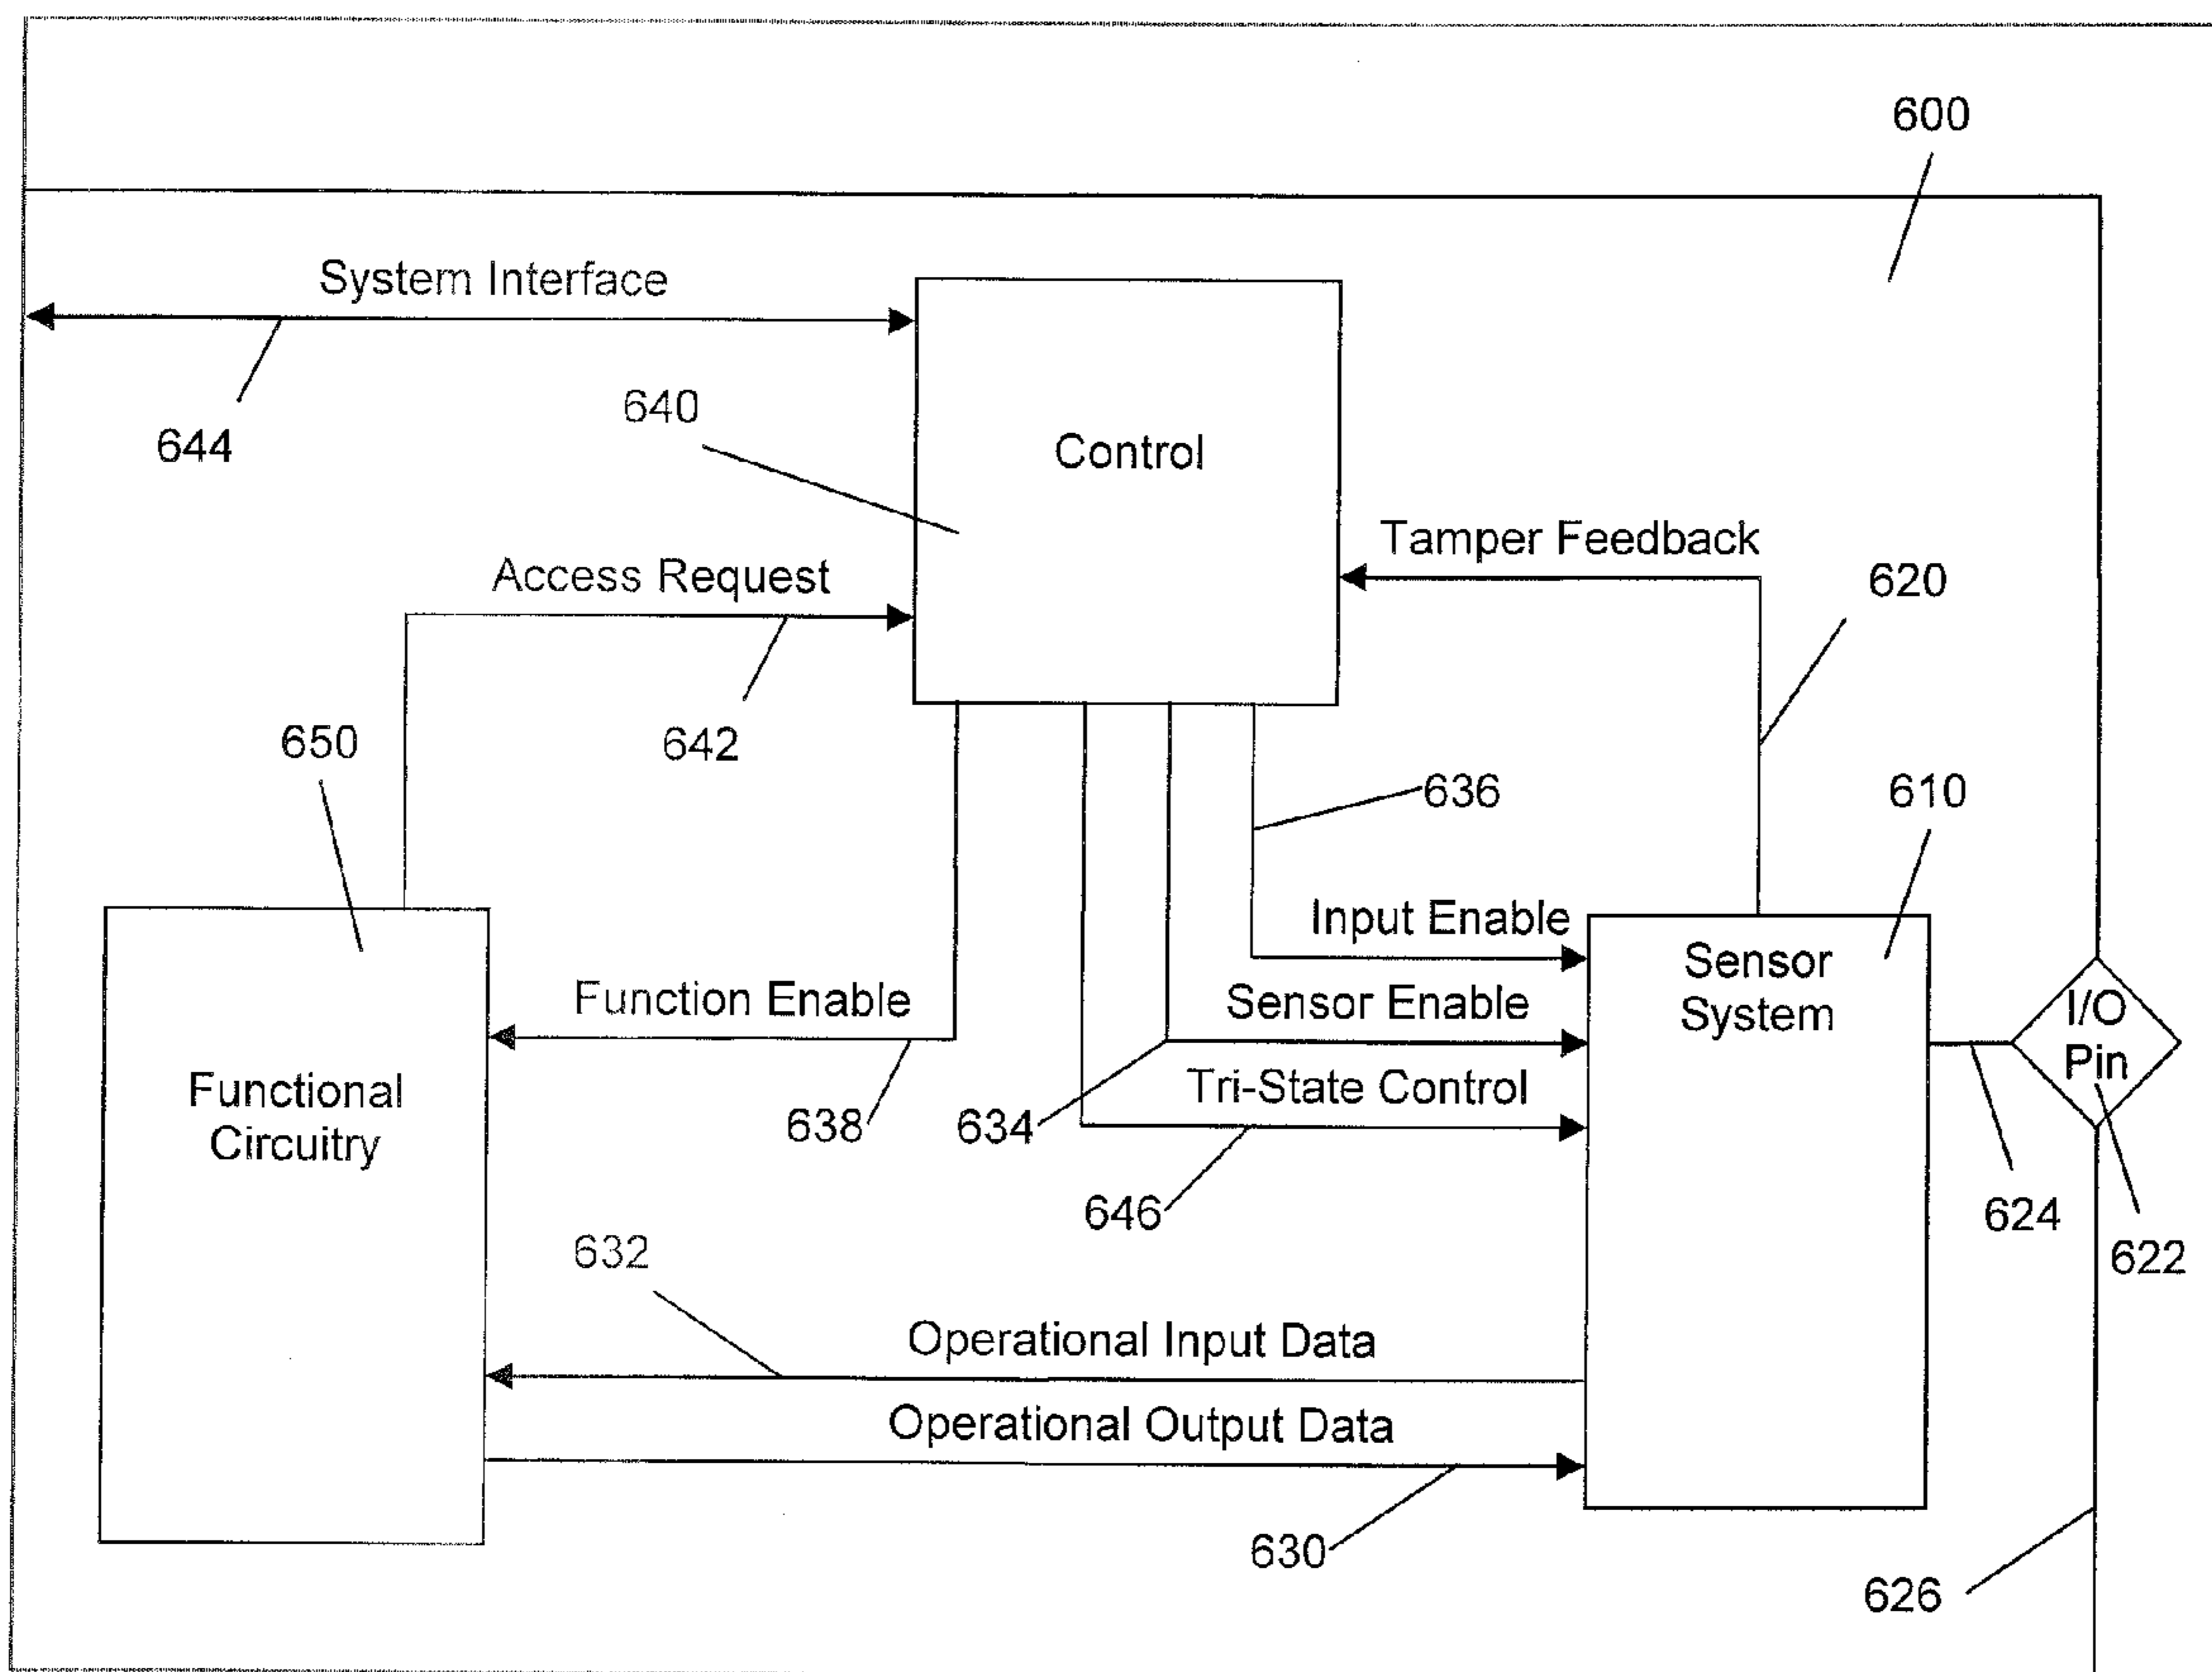 600
System Interface
644
640
Control
Tamper Feedback
620
Access Request
642
650
636
610
Input Enable
Sensor
System
Function Enable
Sensor Enable
I/O
Pin
Functional
Circuitry
638
634
Tri-State Control
646
624
622
632
Operational Input Data
Operational Output Data
630
626